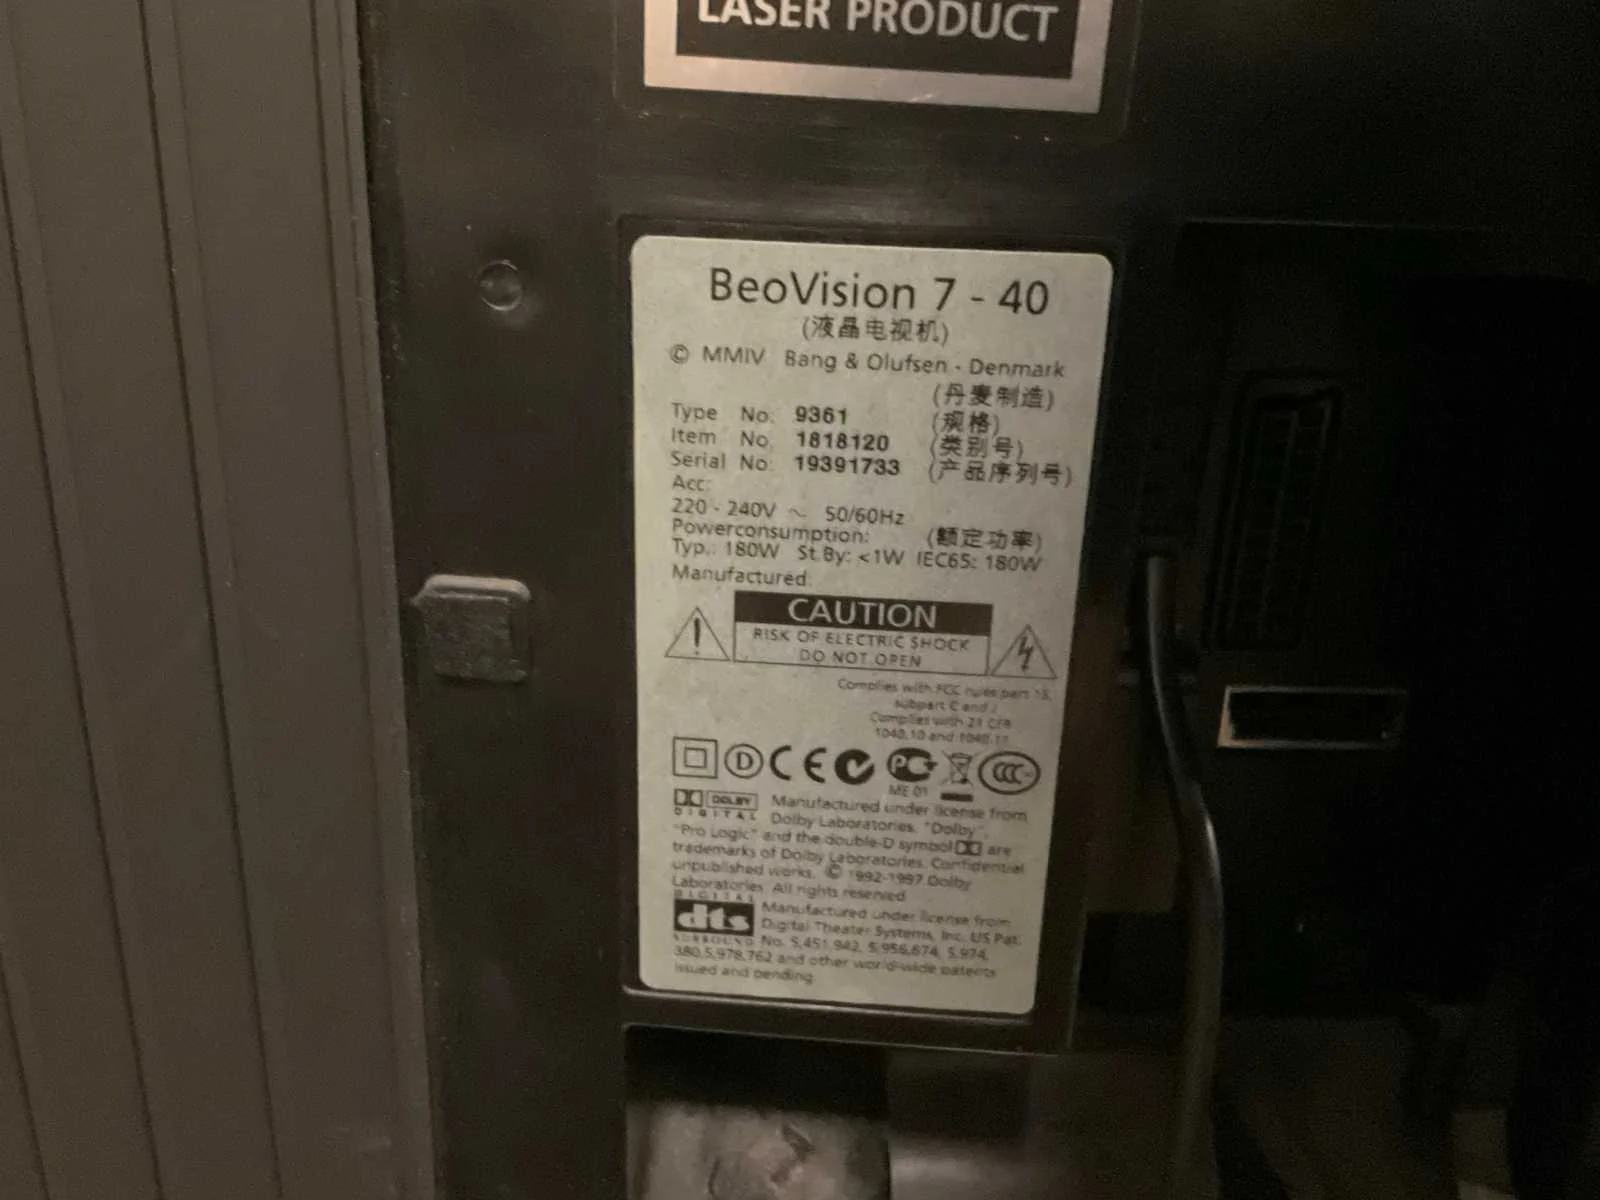 LASER PRODUCT
BeoVision 7 - 40
(液晶电视机)
© MMIV Bang & Olufsen - Denmark
(丹麦制造)
Type No: 9361 (规格)
Item No. 1818120 (类别号)
Serial No: 19391733 (产品序列号)
Acc:
220 - 240V ~ 50/60Hz
Powerconsumption: (额定功率)
Typ.: 180W St.By: <1W IEC65: 180W
Manufactured:
CAUTION
RISK OF ELECTRIC SHOCK
DO NOT OPEN
Complies with FCC rules part 15,
subpart C and J
Complies with 21 CFR
1040.10 and 1040.11
D CE PC CCC
ME 01
DOLBY Manufactured under license from
DIGITAL Dolby Laboratories. "Dolby",
"Pro Logic" and the double-D symbol are
trademarks of Dolby Laboratories. Confidential
unpublished works. © 1992-1997 Dolby
Laboratories. All rights reserved
DIGITAL
dts Manufactured under license from
Digital Theater Systems, Inc. US Pat.
SURROUND No. 5,451,942, 5,956,674, 5,974,
380,5,978,762 and other world-wide patents
issued and pending